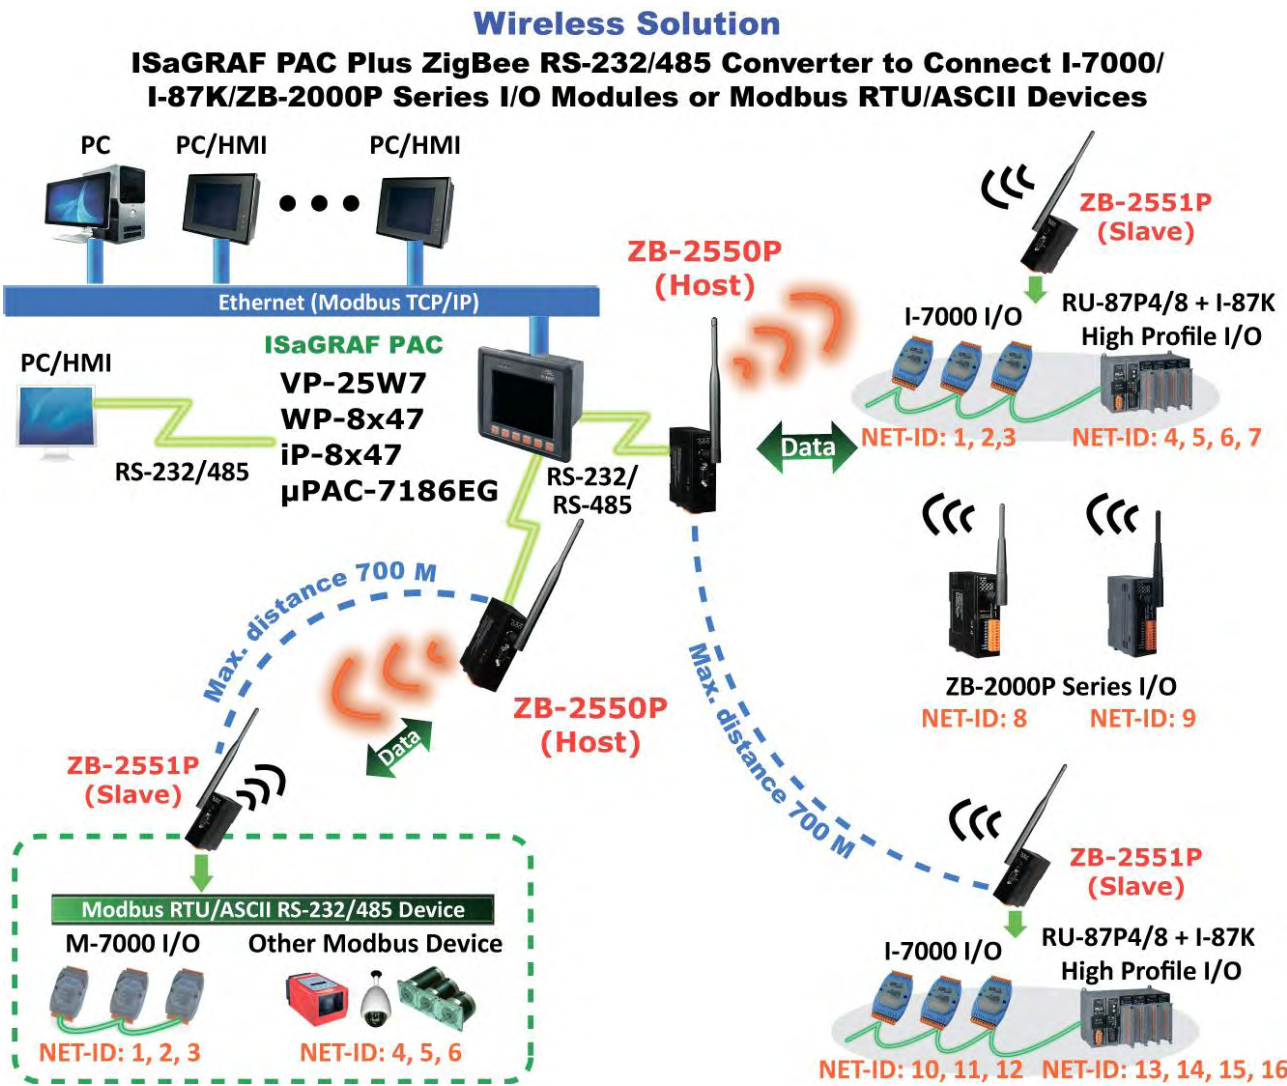 Wireless Solution
ISaGRAF PAC Plus ZigBee RS-232/485 Converter to Connect I-7000/
I-87K/ZB-2000P Series I/O Modules or Modbus RTU/ASCII Devices
PC
PC/HMI
PC/HMI
Ethernet (Modbus TCP/IP)
PC/HMI
RS-232/485
ISaGRAF PAC
VP-25W7
WP-8x47
iP-8x47
µPAC-7186EG
RS-232/
RS-485
ZB-2550P
(Host)
Data
ZB-2551P
(Slave)
I-7000 I/O
RU-87P4/8 + I-87K
High Profile I/O
NET-ID: 1, 2,3
NET-ID: 4, 5, 6, 7
ZB-2000P Series I/O
NET-ID: 8
NET-ID: 9
Max. distance 700 M
Max. distance 700 M
ZB-2550P
(Host)
Data
ZB-2551P
(Slave)
Modbus RTU/ASCII RS-232/485 Device
M-7000 I/O
Other Modbus Device
NET-ID: 1, 2, 3
NET-ID: 4, 5, 6
ZB-2551P
(Slave)
I-7000 I/O
RU-87P4/8 + I-87K
High Profile I/O
NET-ID: 10, 11, 12
NET-ID: 13, 14, 15, 16